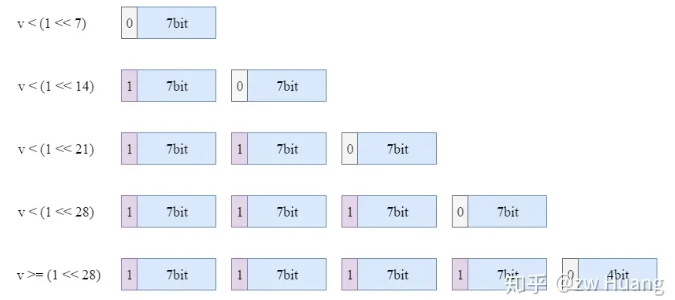 v < (1 << 7) 0 7bit
v < (1 << 14) 1 7bit 0 7bit
v < (1 << 21) 1 7bit 1 7bit 0 7bit
v < (1 << 28) 1 7bit 1 7bit 1 7bit 0 7bit
v >= (1 << 28) 1 7bit 1 7bit 1 7bit 1 7bit 0 4bit
知乎 @zw Huang